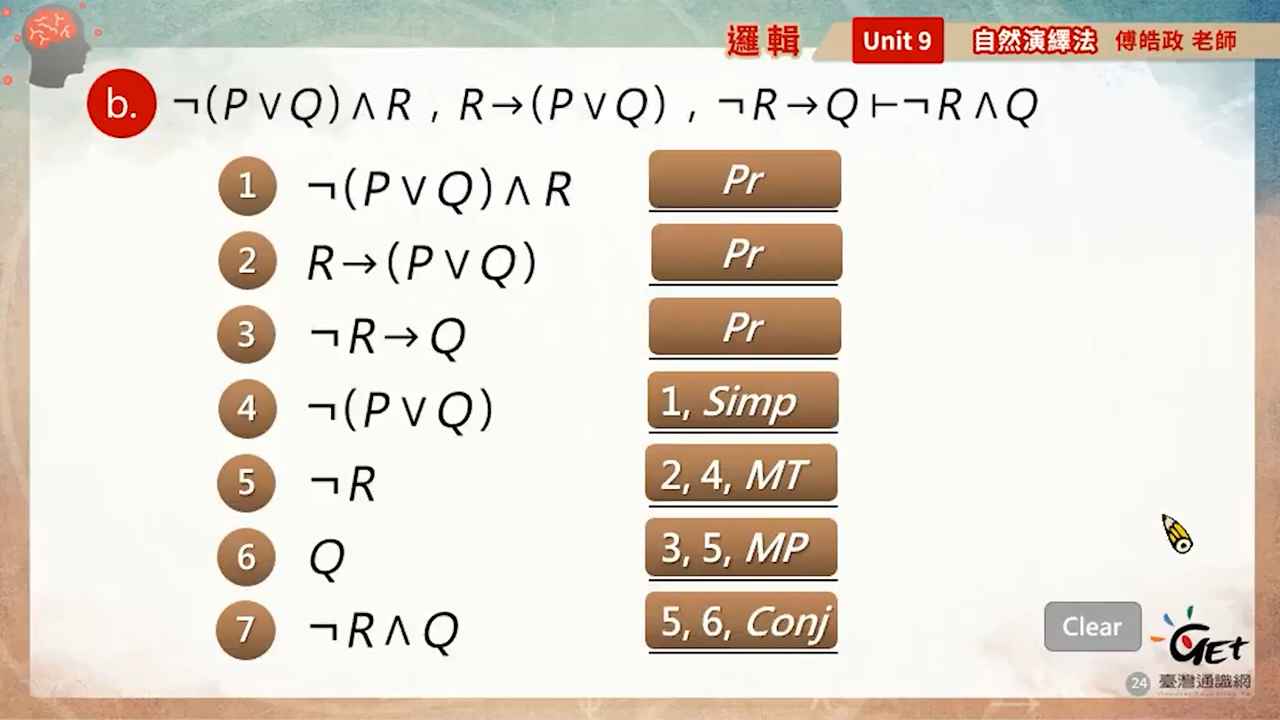 邏輯 Unit 9 自然演繹法 傅皓政 老師
b. ¬(P∨Q)∧R , R→(P∨Q) , ¬R→Q⊢¬R∧Q
1 ¬(P∨Q)∧R Pr
2 R→(P∨Q) Pr
3 ¬R→Q Pr
4 ¬(P∨Q) 1, Simp
5 ¬R 2, 4, MT
6 Q 3, 5, MP
7 ¬R∧Q 5, 6, Conj
Clear
GEt
24 臺灣通識網